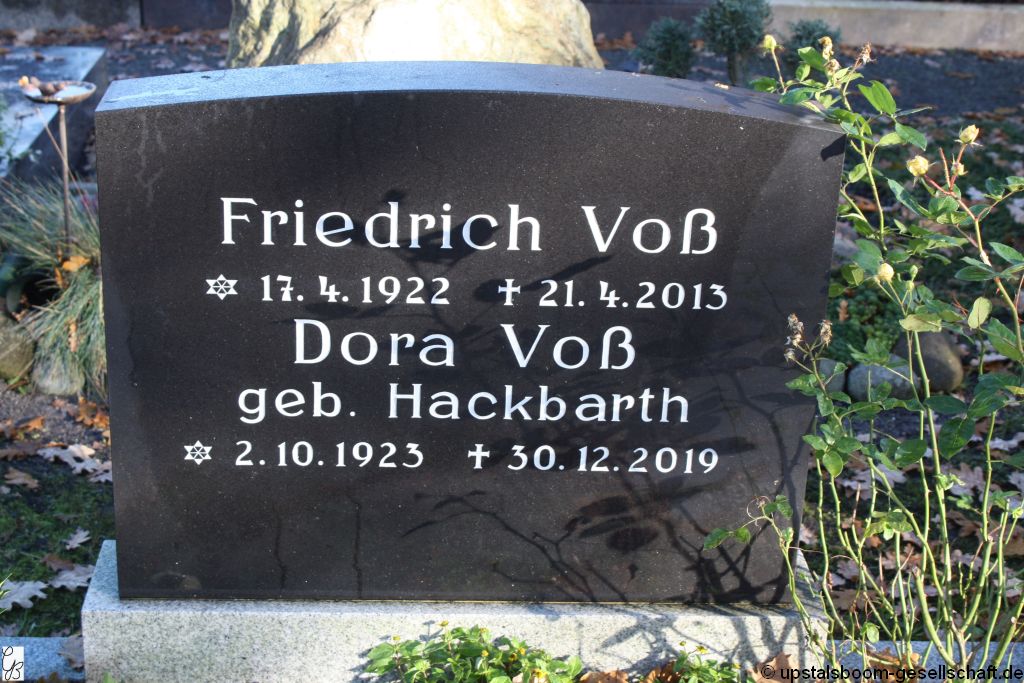 Friedrich Voß
✡ 17. 4. 1922 ✝ 21. 4. 2013
Dora Voß
geb. Hackbarth
✡ 2. 10. 1923 ✝ 30. 12. 2019
GB
© upstalsboom-gesellschaft.de